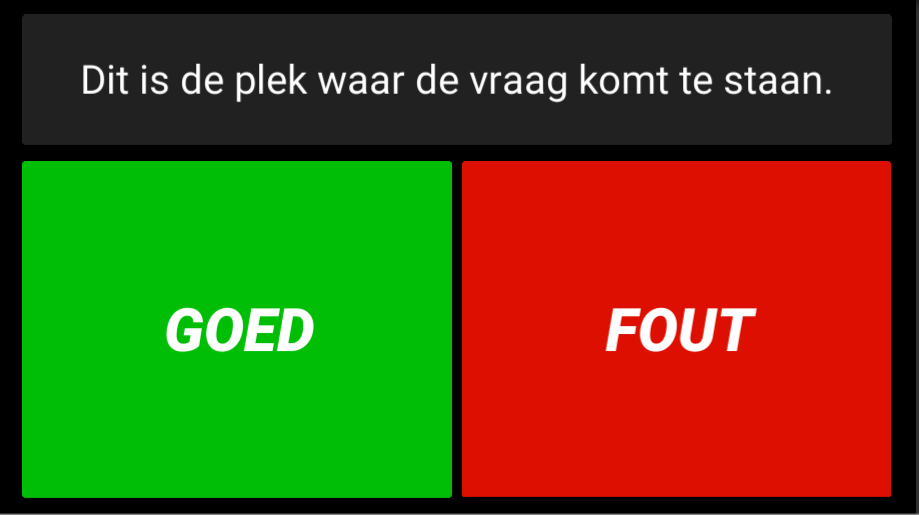 Dit is de plek waar de vraag komt te staan.
GOED
FOUT